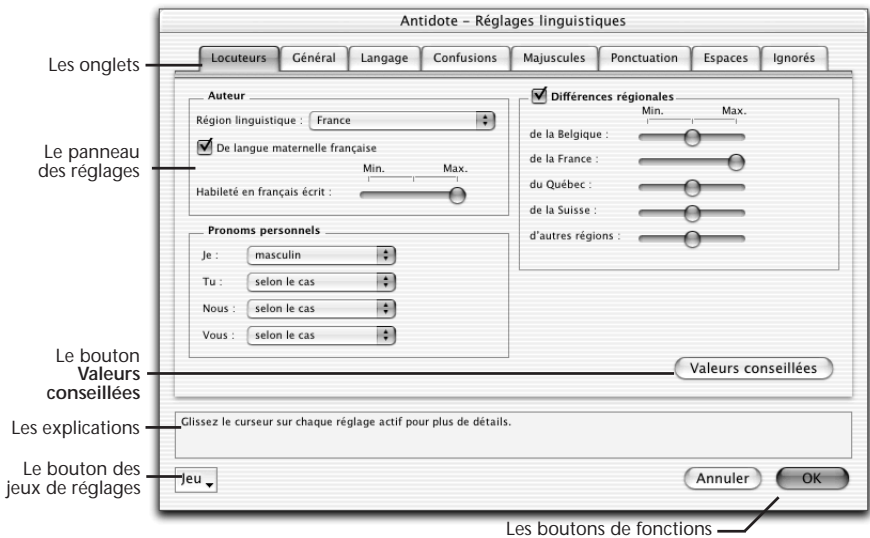 Antidote – Réglages linguistiques
Les onglets
Locuteurs Général Langage Confusions Majuscules Ponctuation Espaces Ignorés
Auteur
Région linguistique : France
De langue maternelle française
Min. Max.
Habileté en français écrit :
Le panneau
des réglages
Différences régionales
Min. Max.
de la Belgique :
de la France :
du Québec :
de la Suisse :
d'autres régions :
Pronoms personnels
Je : masculin
Tu : selon le cas
Nous : selon le cas
Vous : selon le cas
Le bouton
Valeurs
conseillées
Valeurs conseillées
Les explications
Glissez le curseur sur chaque réglage actif pour plus de détails.
Le bouton des
jeux de réglages
Jeu
Annuler OK
Les boutons de fonctions